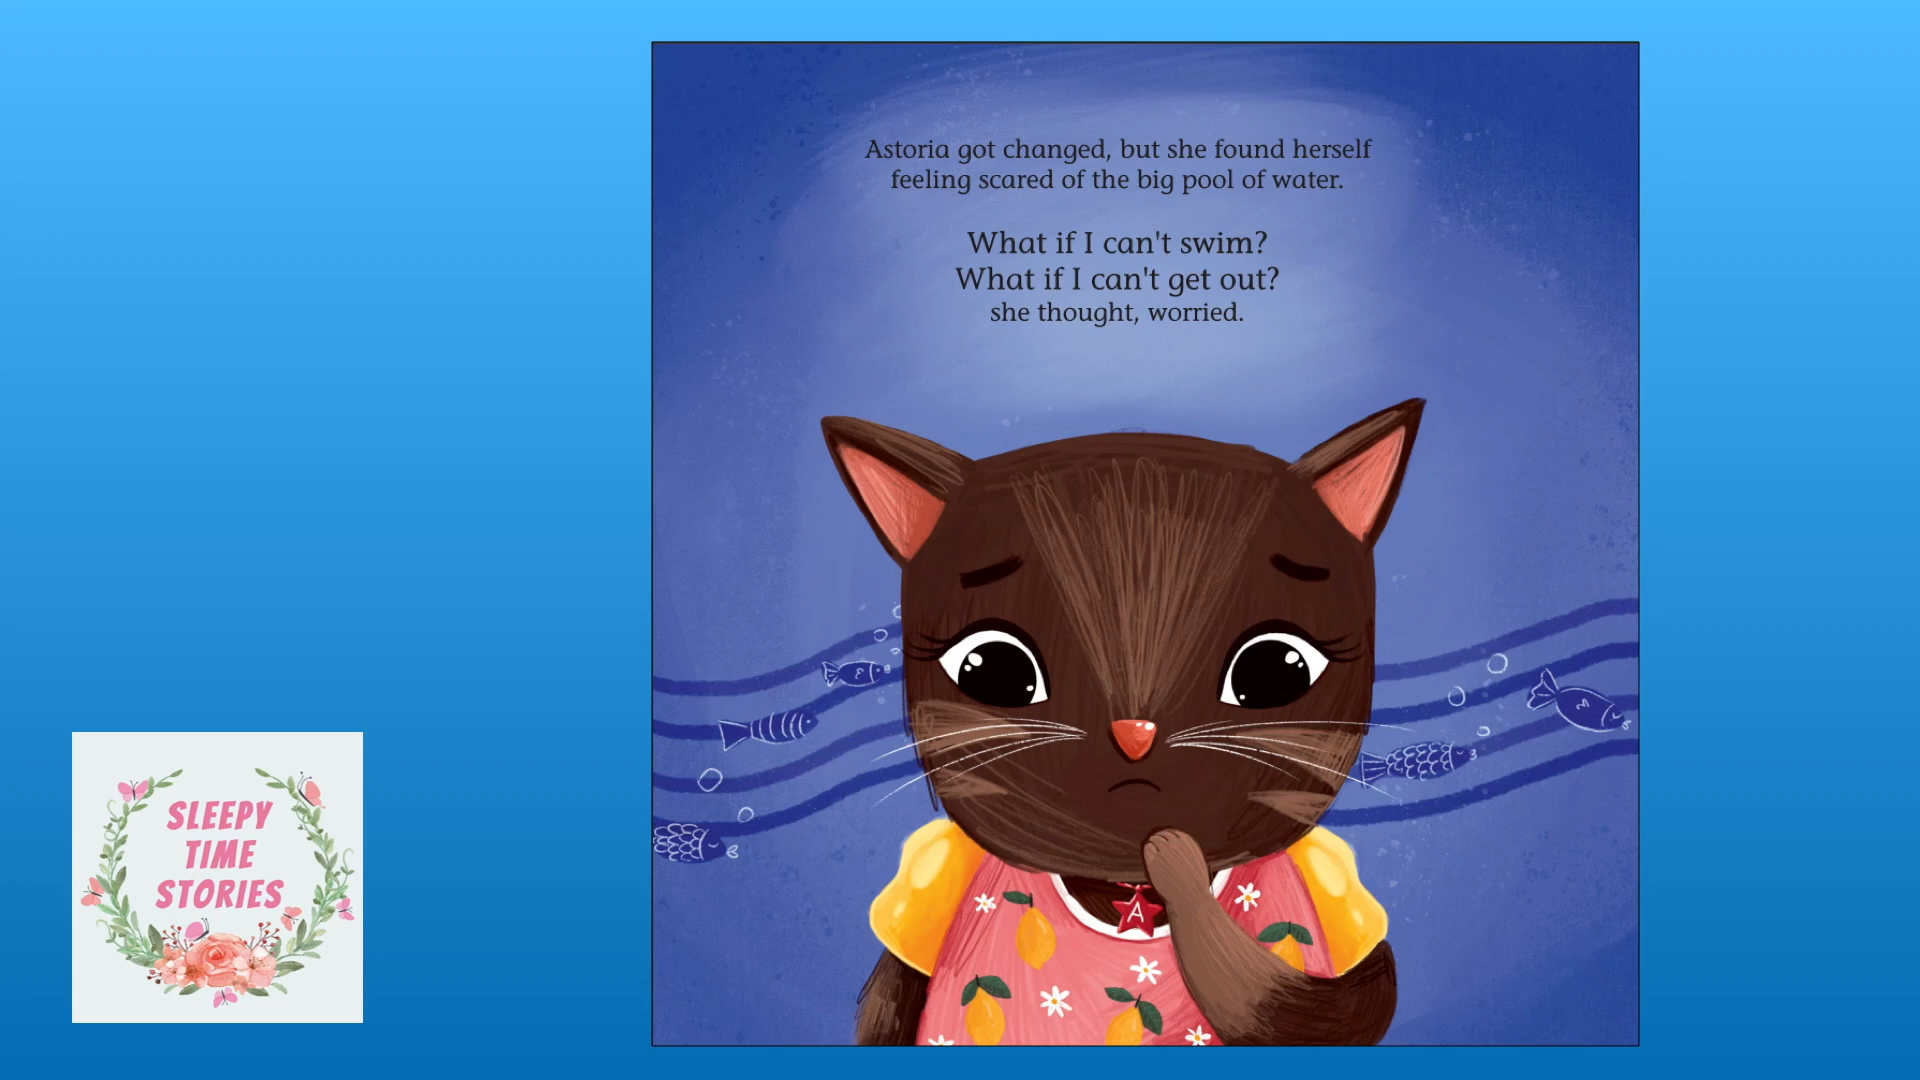 Astoria got changed, but she found herself
feeling scared of the big pool of water.
What if I can't swim?
What if I can't get out?
she thought, worried.
A
SLEEPY
TIME
STORIES